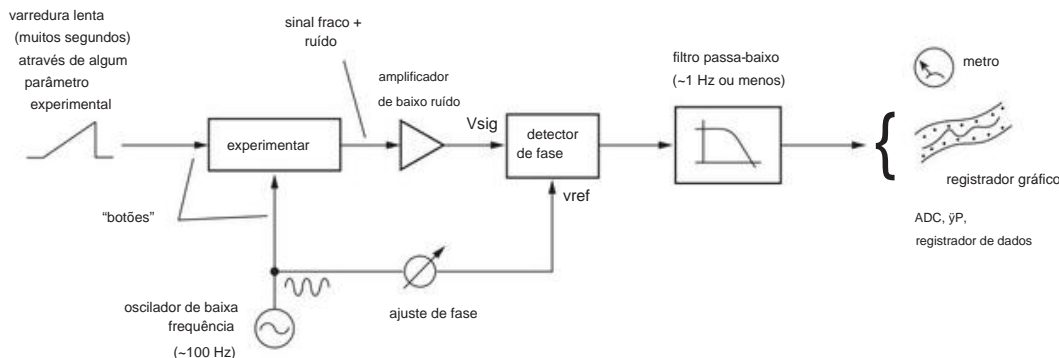 varredura lenta
(muitos segundos)
através de algum
parâmetro
experimental
sinal fraco +
ruído
amplificador
de baixo ruído
Vsig
experimentar
detector
de fase
filtro passa-baixo
(~1 Hz ou menos)
metro
registrador gráfico
ADC, ÿP,
registrador de dados
"botões"
vref
ajuste de fase
oscilador de baixa
frequência
(~100 Hz)